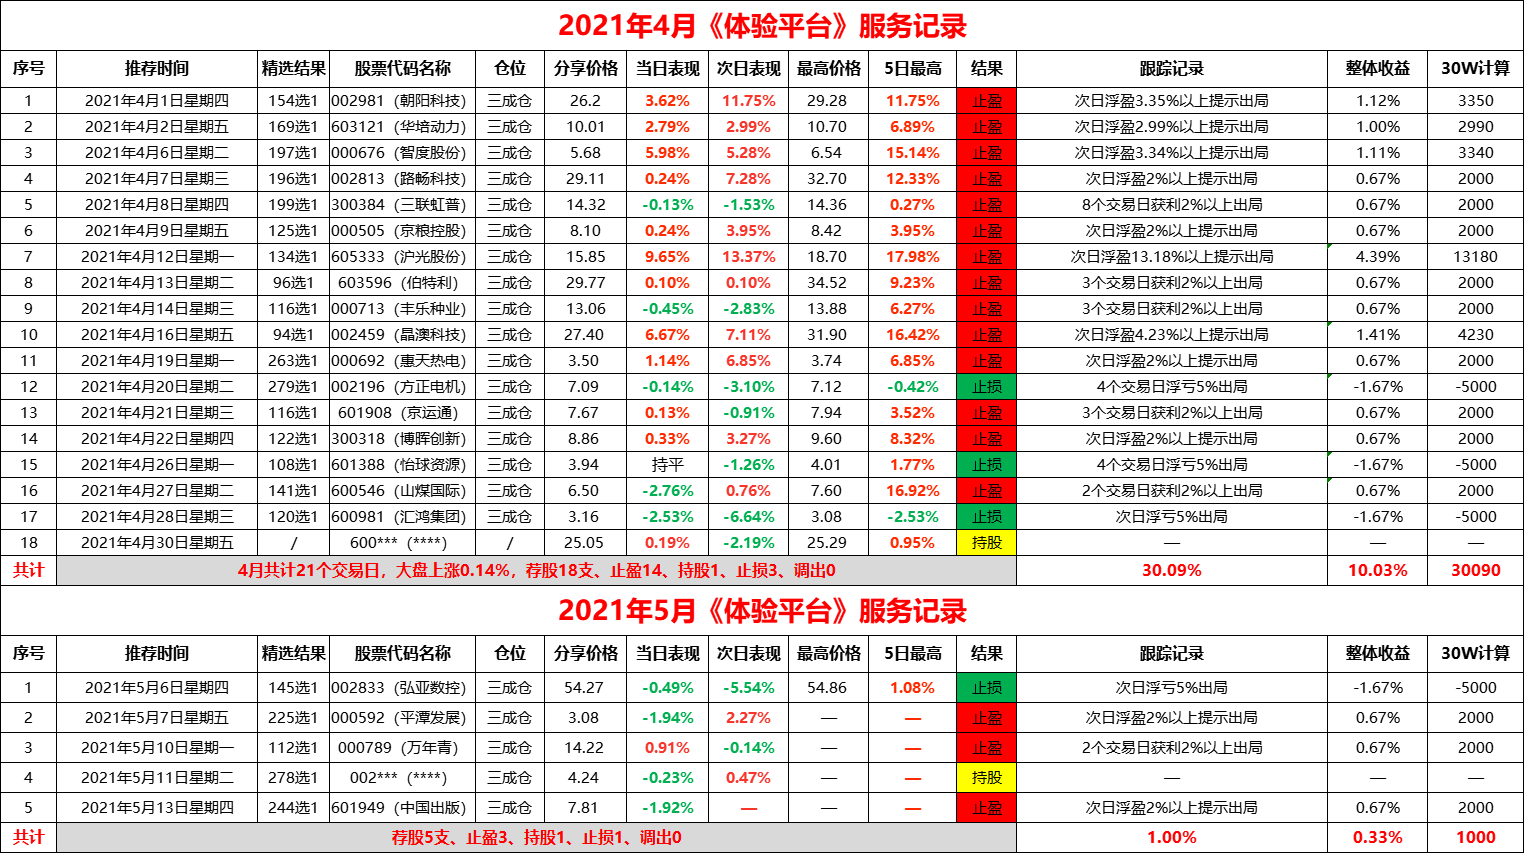 2021年4月《体验平台》服务记录
序号 推荐时间 精选结果 股票代码名称 仓位 分享价格 当日表现 次日表现 最高价格 5日最高 结果 跟踪记录 整体收益 30W计算
1 2021年4月1日星期四 154选1 002981（朝阳科技） 三成仓 26.2 3.62% 11.75% 29.28 11.75% 止盈 次日浮盈3.35%以上提示出局 1.12% 3350
2 2021年4月2日星期五 169选1 603121（华培动力） 三成仓 10.01 2.79% 2.99% 10.70 6.89% 止盈 次日浮盈2.99%以上提示出局 1.00% 2990
3 2021年4月6日星期二 197选1 000676（智度股份） 三成仓 5.68 5.98% 5.28% 6.54 15.14% 止盈 次日浮盈3.34%以上提示出局 1.11% 3340
4 2021年4月7日星期三 196选1 002813（路畅科技） 三成仓 29.11 0.24% 7.28% 32.70 12.33% 止盈 次日浮盈2%以上提示出局 0.67% 2000
5 2021年4月8日星期四 199选1 300384（三联虹普） 三成仓 14.32 -0.13% -1.53% 14.36 0.27% 止盈 8个交易日获利2%以上出局 0.67% 2000
6 2021年4月9日星期五 125选1 000505（京粮控股） 三成仓 8.10 0.24% 3.95% 8.42 3.95% 止盈 次日浮盈2%以上提示出局 0.67% 2000
7 2021年4月12日星期一 134选1 605333（沪光股份） 三成仓 15.85 9.65% 13.37% 18.70 17.98% 止盈 次日浮盈13.18%以上提示出局 4.39% 13180
8 2021年4月13日星期二 96选1 603596（伯特利） 三成仓 29.77 0.10% 0.10% 34.52 9.23% 止盈 3个交易日获利2%以上出局 0.67% 2000
9 2021年4月14日星期三 116选1 000713（丰乐种业） 三成仓 13.06 -0.45% -2.83% 13.88 6.27% 止盈 3个交易日获利2%以上出局 0.67% 2000
10 2021年4月16日星期五 94选1 002459（晶澳科技） 三成仓 27.40 6.67% 7.11% 31.90 16.42% 止盈 次日浮盈4.23%以上提示出局 1.41% 4230
11 2021年4月19日星期一 263选1 000692（惠天热电） 三成仓 3.50 1.14% 6.85% 3.74 6.85% 止盈 次日浮盈2%以上提示出局 0.67% 2000
12 2021年4月20日星期二 279选1 002196（方正电机） 三成仓 7.09 -0.14% -3.10% 7.12 -0.42% 止损 4个交易日浮亏5%出局 -1.67% -5000
13 2021年4月21日星期三 116选1 601908（京运通） 三成仓 7.67 0.13% -0.91% 7.94 3.52% 止盈 3个交易日获利2%以上出局 0.67% 2000
14 2021年4月22日星期四 122选1 300318（博晖创新） 三成仓 8.86 0.33% 3.27% 9.60 8.32% 止盈 次日浮盈2%以上提示出局 0.67% 2000
15 2021年4月26日星期一 108选1 601388（怡球资源） 三成仓 3.94 持平 -1.26% 4.01 1.77% 止损 4个交易日浮亏5%出局 -1.67% -5000
16 2021年4月27日星期二 141选1 600546（山煤国际） 三成仓 6.50 -2.76% 0.76% 7.60 16.92% 止盈 2个交易日获利2%以上出局 0.67% 2000
17 2021年4月28日星期三 120选1 600981（汇鸿集团） 三成仓 3.16 -2.53% -6.64% 3.08 -2.53% 止损 次日浮亏5%出局 -1.67% -5000
18 2021年4月30日星期五 / 600***（****） / 25.05 0.19% -2.19% 25.29 0.95% 持股 — — —
共计 4月共计21个交易日，大盘上涨0.14%，荐股18支、止盈14、持股1、止损3、调出0 30.09% 10.03% 30090
2021年5月《体验平台》服务记录
序号 推荐时间 精选结果 股票代码名称 仓位 分享价格 当日表现 次日表现 最高价格 5日最高 结果 跟踪记录 整体收益 30W计算
1 2021年5月6日星期四 145选1 002833（弘亚数控） 三成仓 54.27 -0.49% -5.54% 54.86 1.08% 止损 次日浮亏5%出局 -1.67% -5000
2 2021年5月7日星期五 225选1 000592（平潭发展） 三成仓 3.08 -1.94% 2.27% — — 止盈 次日浮盈2%以上提示出局 0.67% 2000
3 2021年5月10日星期一 112选1 000789（万年青） 三成仓 14.22 0.91% -0.14% — — 止盈 2个交易日获利2%以上出局 0.67% 2000
4 2021年5月11日星期二 278选1 002***（****） 三成仓 4.24 -0.23% 0.47% — — 持股 — — —
5 2021年5月13日星期四 244选1 601949（中国出版） 三成仓 7.81 -1.92% — — — 止盈 次日浮盈2%以上提示出局 0.67% 2000
共计 荐股5支、止盈3、持股1、止损1、调出0 1.00% 0.33% 1000